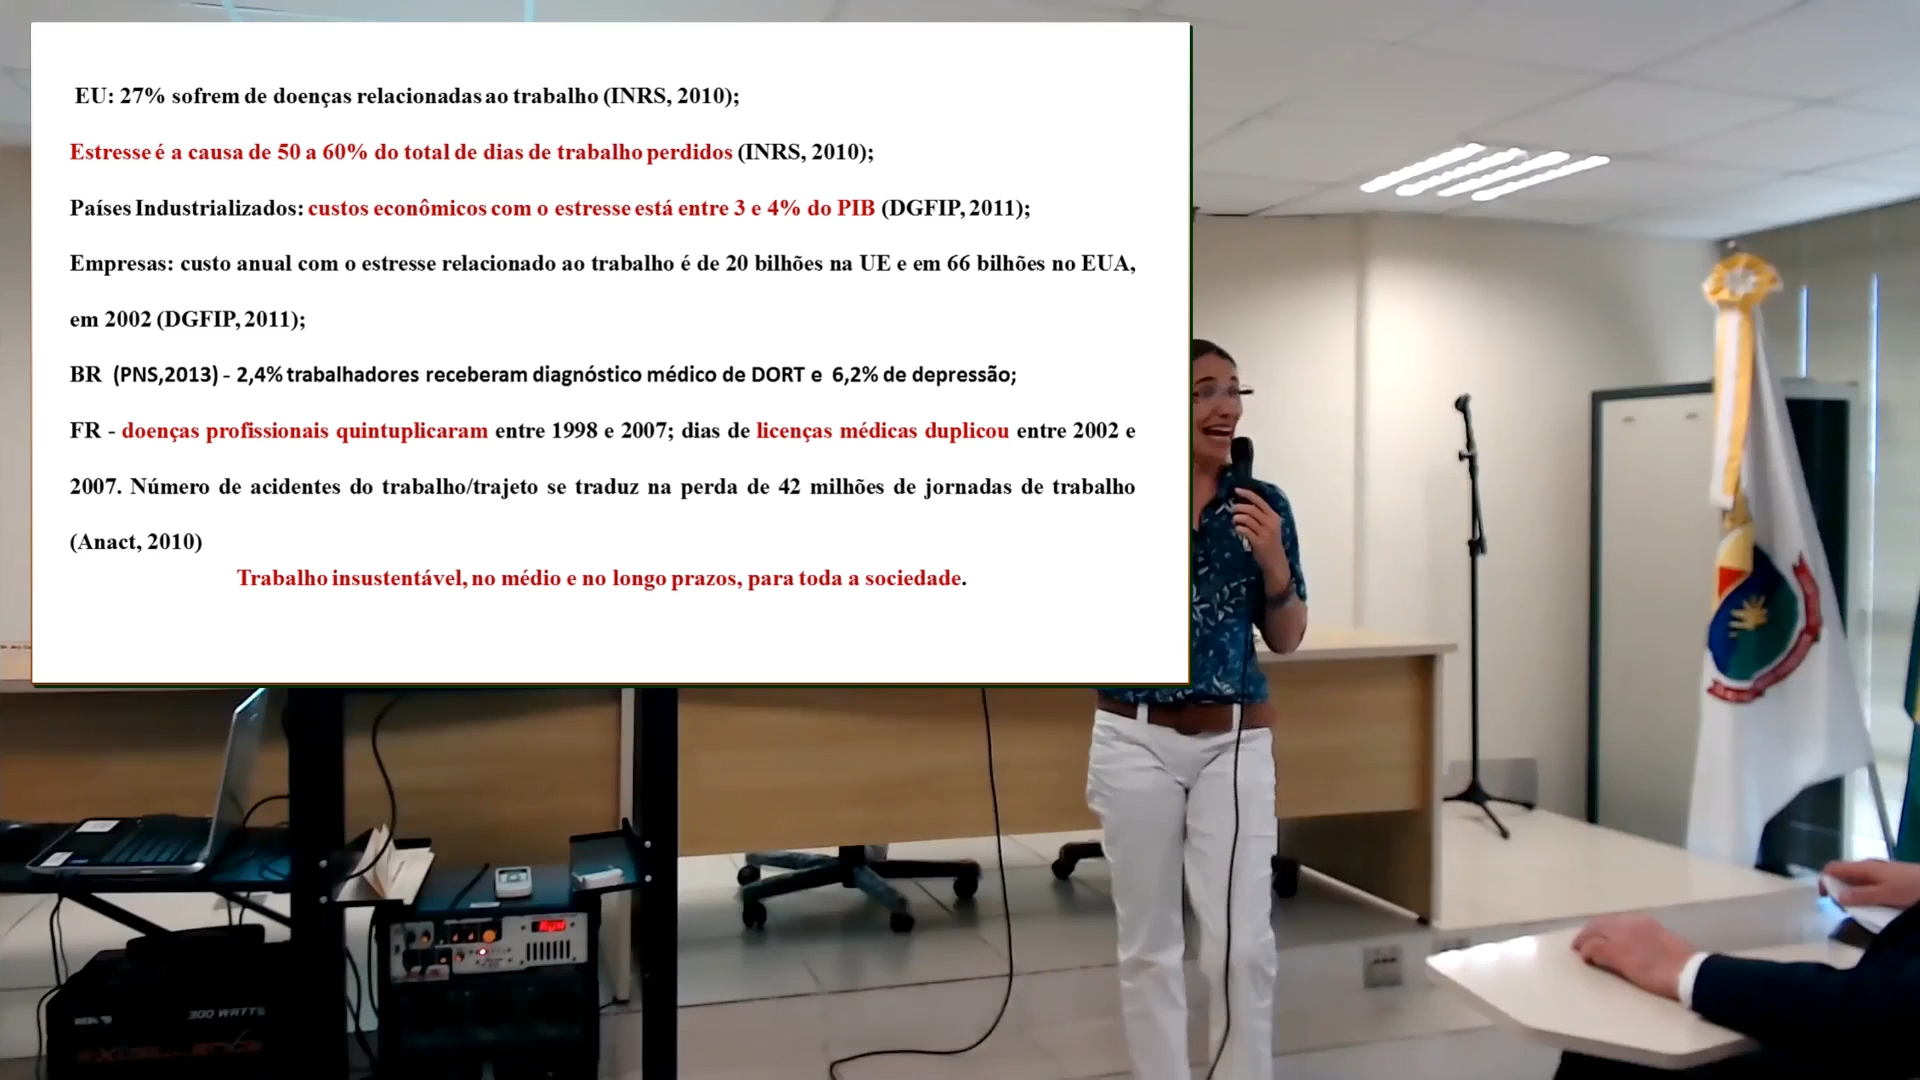 EU: 27% sofrem de doenças relacionadas ao trabalho (INRS, 2010);
Estresse é a causa de 50 a 60% do total de dias de trabalho perdidos (INRS, 2010);
Países Industrializados: custos econômicos com o estresse está entre 3 e 4% do PIB (DGFIP, 2011);
Empresas: custo anual com o estresse relacionado ao trabalho é de 20 bilhões na UE e em 66 bilhões no EUA,
em 2002 (DGFIP, 2011);
BR (PNS,2013) - 2,4% trabalhadores receberam diagnóstico médico de DORT e 6,2% de depressão;
FR - doenças profissionais quintuplicaram entre 1998 e 2007; dias de licenças médicas duplicou entre 2002 e
2007. Número de acidentes do trabalho/trajeto se traduz na perda de 42 milhões de jornadas de trabalho
(Anact, 2010)
Trabalho insustentável, no médio e no longo prazos, para toda a sociedade.
300 WATTS